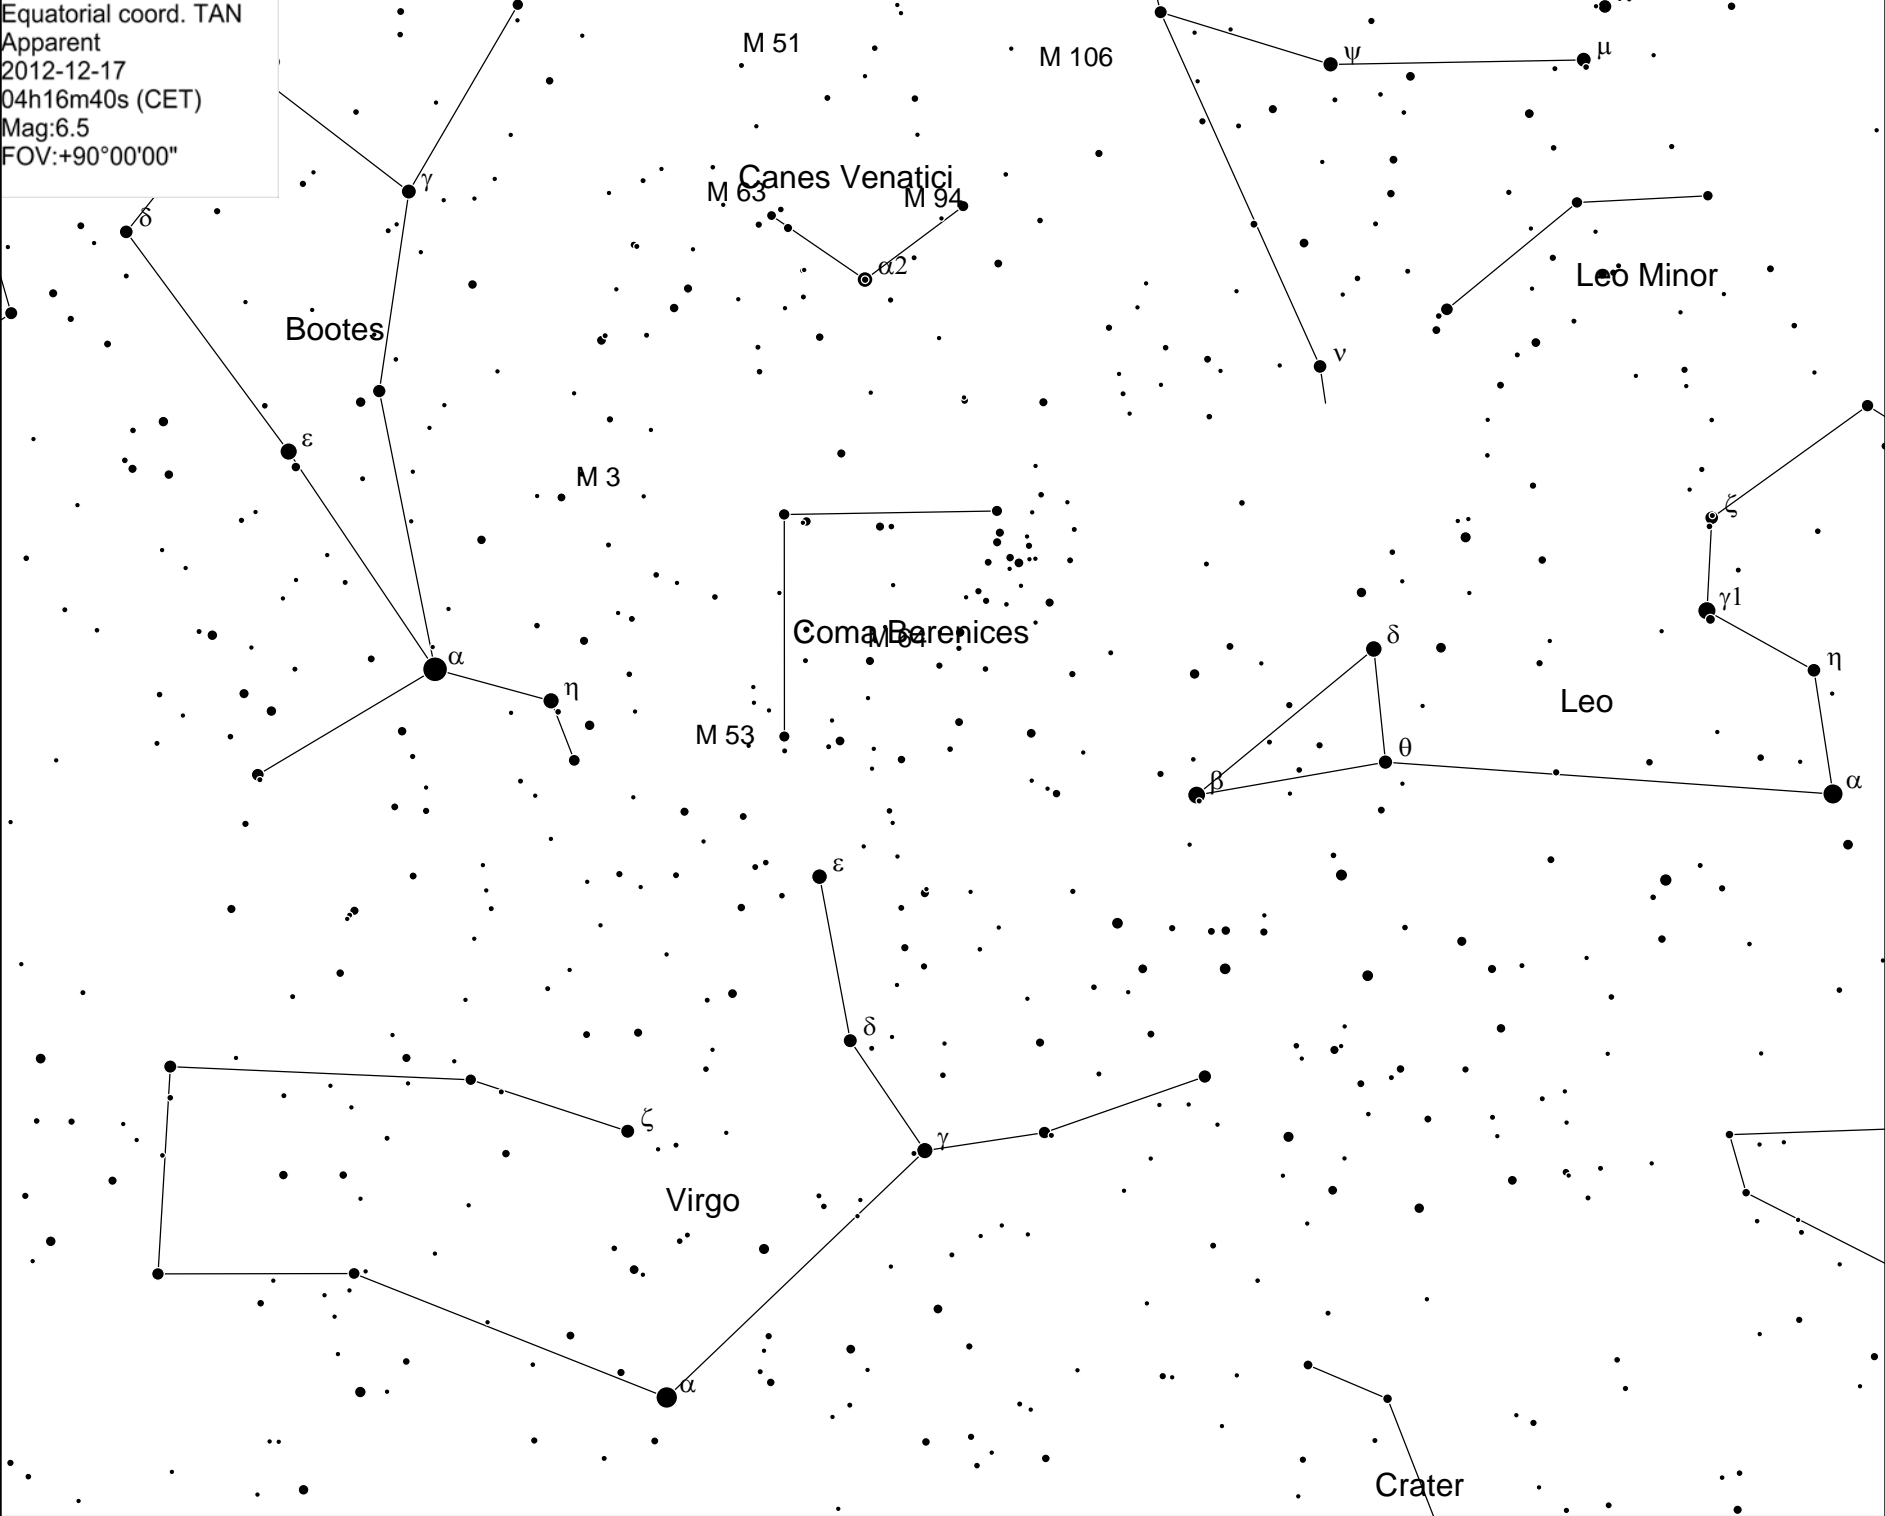 Equatorial coord. TAN
Apparent
2012-12-17
04h16m40s (CET)
Mag:6.5
FOV:+90°00'00"
M 51
M 106
ψ
μ
γ
Canes Venatici
M 63
M 94
δ
α2
Leo Minor
Bootes
ν
ε
M 3
ζ
γ1
Coma Berenices
M 64
δ
α
η
η
Leo
M 53
θ
β
α
ε
δ
ζ
γ
Virgo
α
Crater